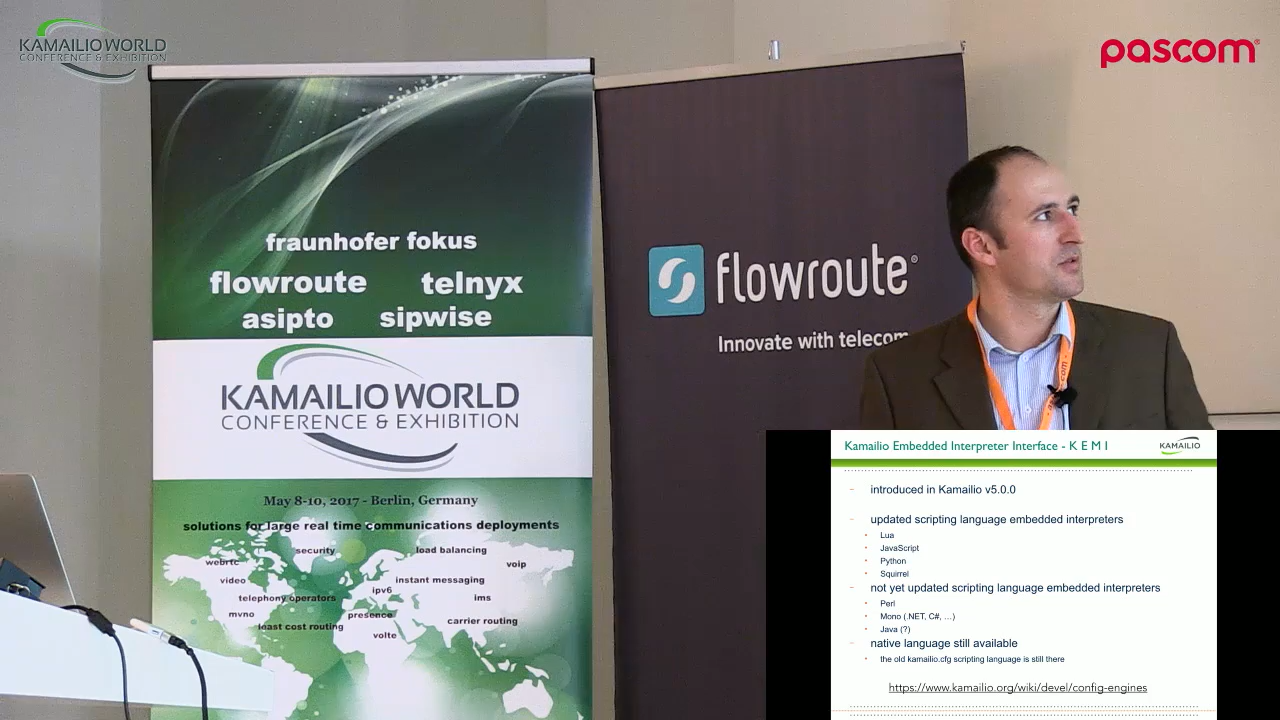 KAMAILIO WORLD
CONFERENCE & EXHIBITION
pascom®
fraunhofer fokus
flowroute telnyx
asipto sipwise
KAMAILIO WORLD
CONFERENCE & EXHIBITION
May 8-10, 2017 - Berlin, Germany
solutions for large real time communications deployments
security load balancing
webrtc voip
video instant messaging
ipv6
telephony operators ims
mvno presence carrier routing
least cost routing
volte
flowroute®
Innovate with telecom
Kamailio Embedded Interpreter Interface - K E M I
KAMAILIO
– introduced in Kamailio v5.0.0
– updated scripting language embedded interpreters
• Lua
• JavaScript
• Python
• Squirrel
– not yet updated scripting language embedded interpreters
• Perl
• Mono (.NET, C#, …)
• Java (?)
– native language still available
• the old kamailio.cfg scripting language is still there
https://www.kamailio.org/wiki/devel/config-engines